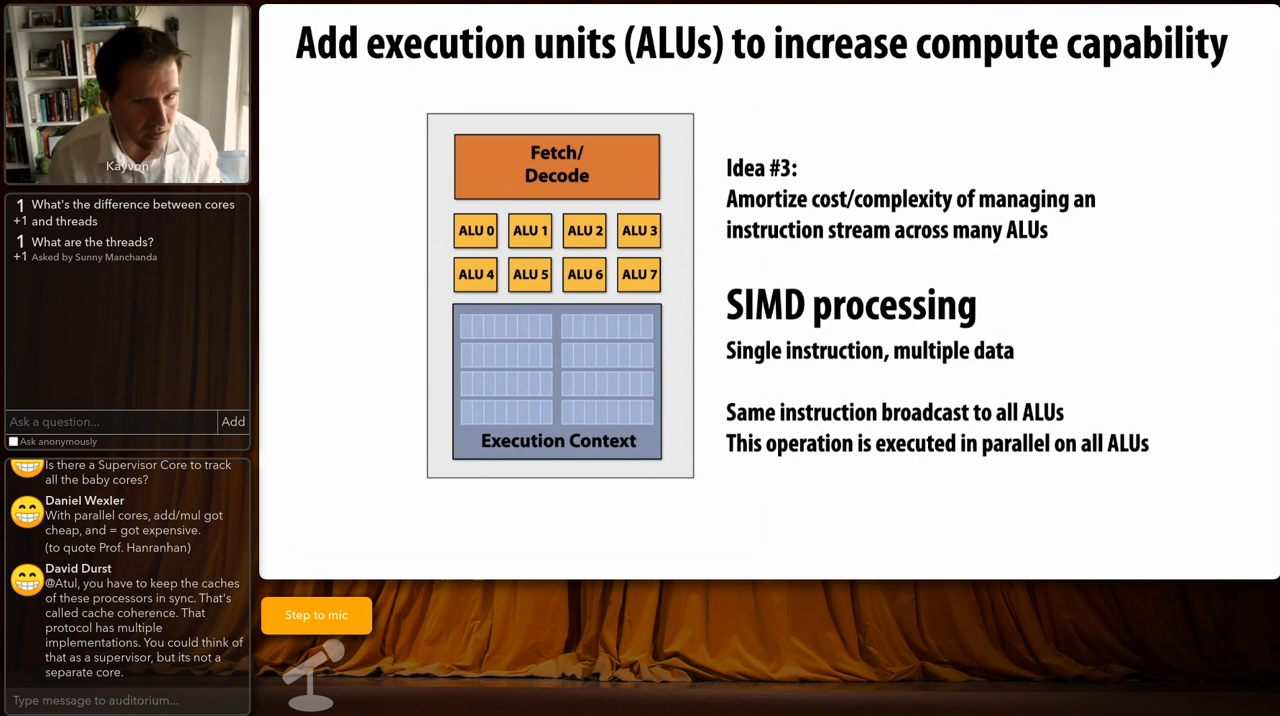 Kayvon
1 What's the difference between cores
+1 and threads
1 What are the threads?
+1 Asked by Sunny Manchanda
Ask a question...
Add
Ask anonymously
Is there a Supervisor Core to track
all the baby cores?
Daniel Wexler
With parallel cores, add/mul got
cheap, and = got expensive.
(to quote Prof. Hanranhan)
David Durst
@Atul, you have to keep the caches
of these processors in sync. That's
called cache coherence. That
protocol has multiple
implementations. You could think of
that as a supervisor, but its not a
separate core.
Type message to auditorium...
Add execution units (ALUs) to increase compute capability
Fetch/
Decode
ALU 0 ALU 1 ALU 2 ALU 3
ALU 4 ALU 5 ALU 6 ALU 7
Execution Context
Idea #3:
Amortize cost/complexity of managing an
instruction stream across many ALUs
SIMD processing
Single instruction, multiple data
Same instruction broadcast to all ALUs
This operation is executed in parallel on all ALUs
Step to mic